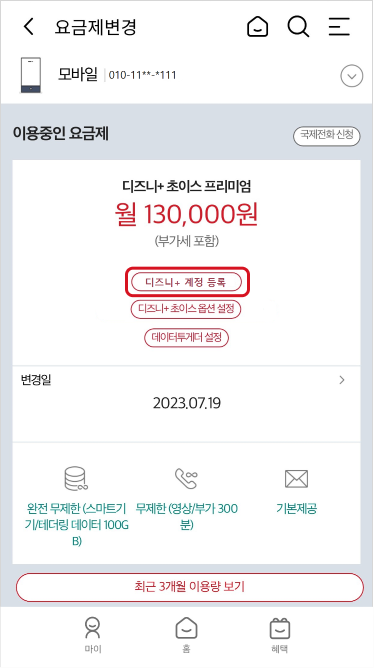 요금제변경
모바일 010-11**-*111
이용중인 요금제
국제전화 신청
디즈니+ 초이스 프리미엄
월 130,000원
(부가세 포함)
디즈니+ 계정 등록
디즈니+ 초이스 옵션 설정
데이터투게더 설정
변경일
2023.07.19
완전 무제한 (스마트기
기/테더링 데이터 100G
B)
무제한 (영상/부가 300
분)
기본제공
최근 3개월 이용량 보기
마이
홈
혜택